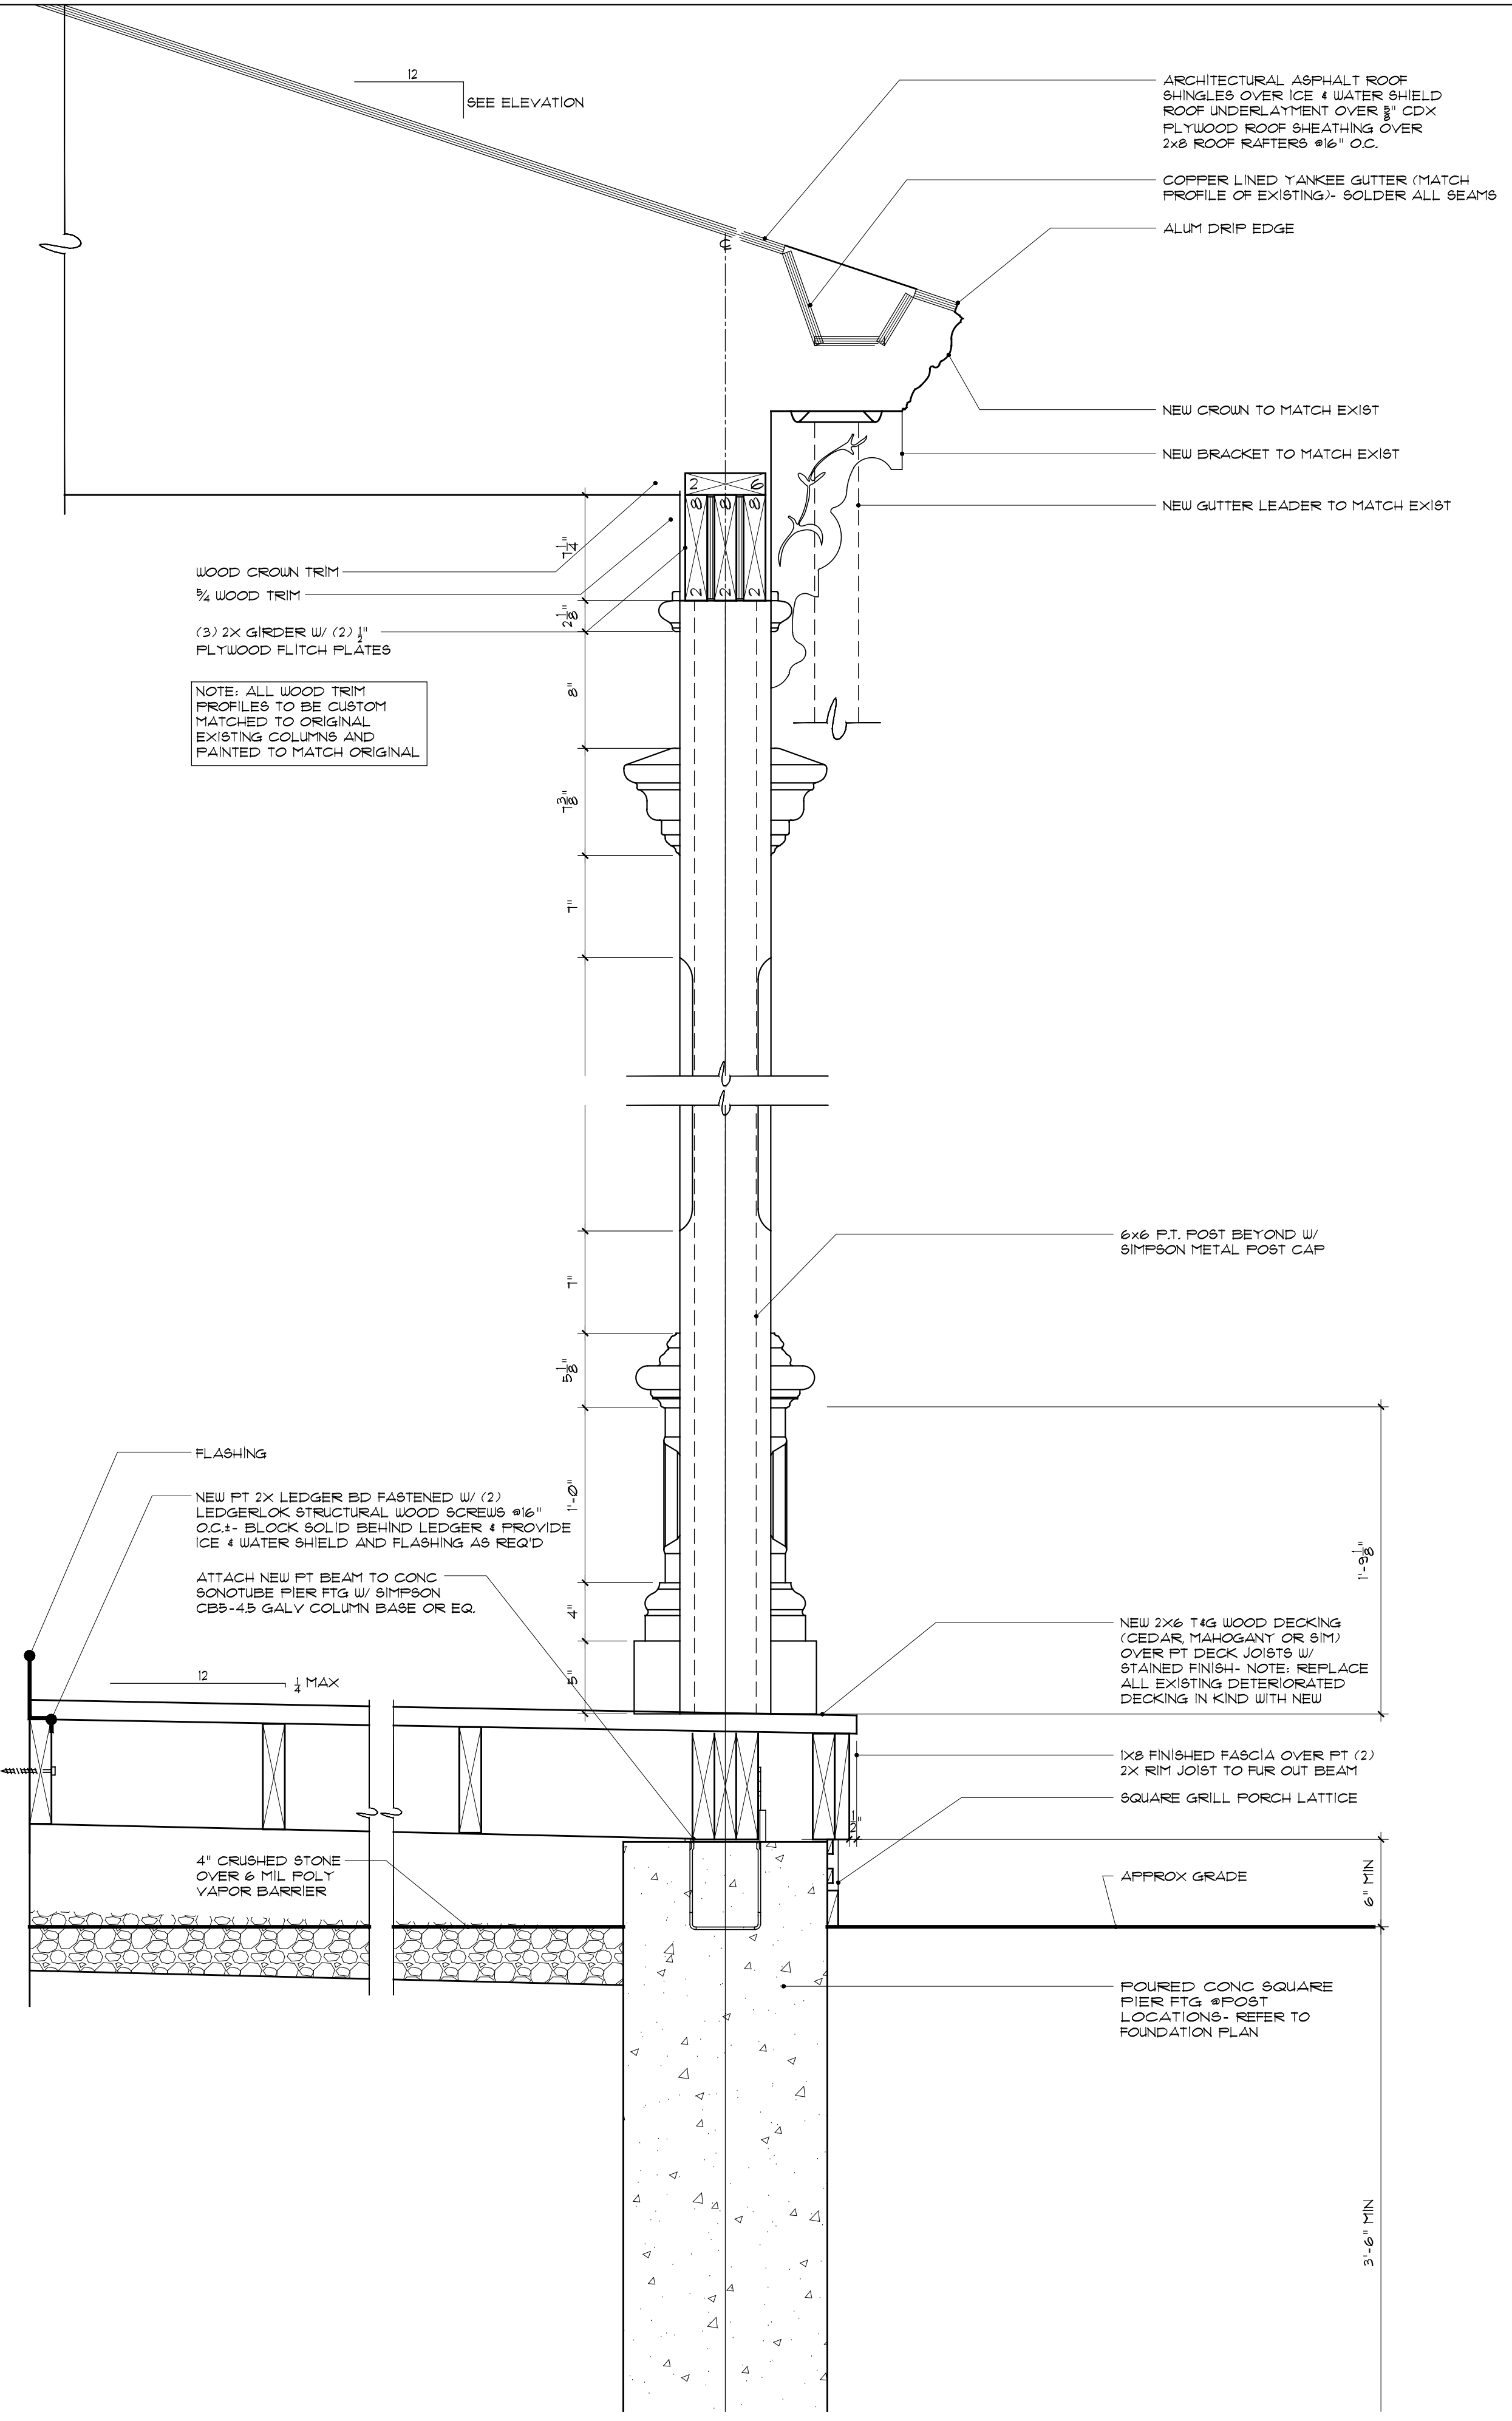 12
SEE ELEVATION
ARCHITECTURAL ASPHALT ROOF
SHINGLES OVER ICE & WATER SHIELD
ROOF UNDERLAYMENT OVER 5/8" CDX
PLYWOOD ROOF SHEATHING OVER
2x8 ROOF RAFTERS @16" O.C.
COPPER LINED YANKEE GUTTER (MATCH
PROFILE OF EXISTING)- SOLDER ALL SEAMS
ALUM DRIP EDGE
℄
NEW CROWN TO MATCH EXIST
NEW BRACKET TO MATCH EXIST
NEW GUTTER LEADER TO MATCH EXIST
2 6
8 8 8
2 2 2
7 1/4"
WOOD CROWN TRIM
5/4 WOOD TRIM
2 1/8"
(3) 2X GIRDER W/ (2) 1/2"
PLYWOOD FLITCH PLATES
8"
NOTE: ALL WOOD TRIM
PROFILES TO BE CUSTOM
MATCHED TO ORIGINAL
EXISTING COLUMNS AND
PAINTED TO MATCH ORIGINAL
7 3/8"
7"
6x6 P.T. POST BEYOND W/
SIMPSON METAL POST CAP
7"
5 1/8"
FLASHING
NEW PT 2X LEDGER BD FASTENED W/ (2)
LEDGERLOK STRUCTURAL WOOD SCREWS @16"
O.C.±- BLOCK SOLID BEHIND LEDGER & PROVIDE
ICE & WATER SHIELD AND FLASHING AS REQ'D
1'-0"
1'-9 1/8"
ATTACH NEW PT BEAM TO CONC
SONOTUBE PIER FTG W/ SIMPSON
CB5-4.5 GALV COLUMN BASE OR EQ.
4"
NEW 2X6 T&G WOOD DECKING
(CEDAR, MAHOGANY OR SIM)
OVER PT DECK JOISTS W/
STAINED FINISH- NOTE: REPLACE
ALL EXISTING DETERIORATED
DECKING IN KIND WITH NEW
5"
12
1/4 MAX
1X8 FINISHED FASCIA OVER PT (2)
2X RIM JOIST TO FUR OUT BEAM
SQUARE GRILL PORCH LATTICE
1/2"
4" CRUSHED STONE
OVER 6 MIL POLY
VAPOR BARRIER
APPROX GRADE
6" MIN
POURED CONC SQUARE
PIER FTG @POST
LOCATIONS- REFER TO
FOUNDATION PLAN
3'-6" MIN